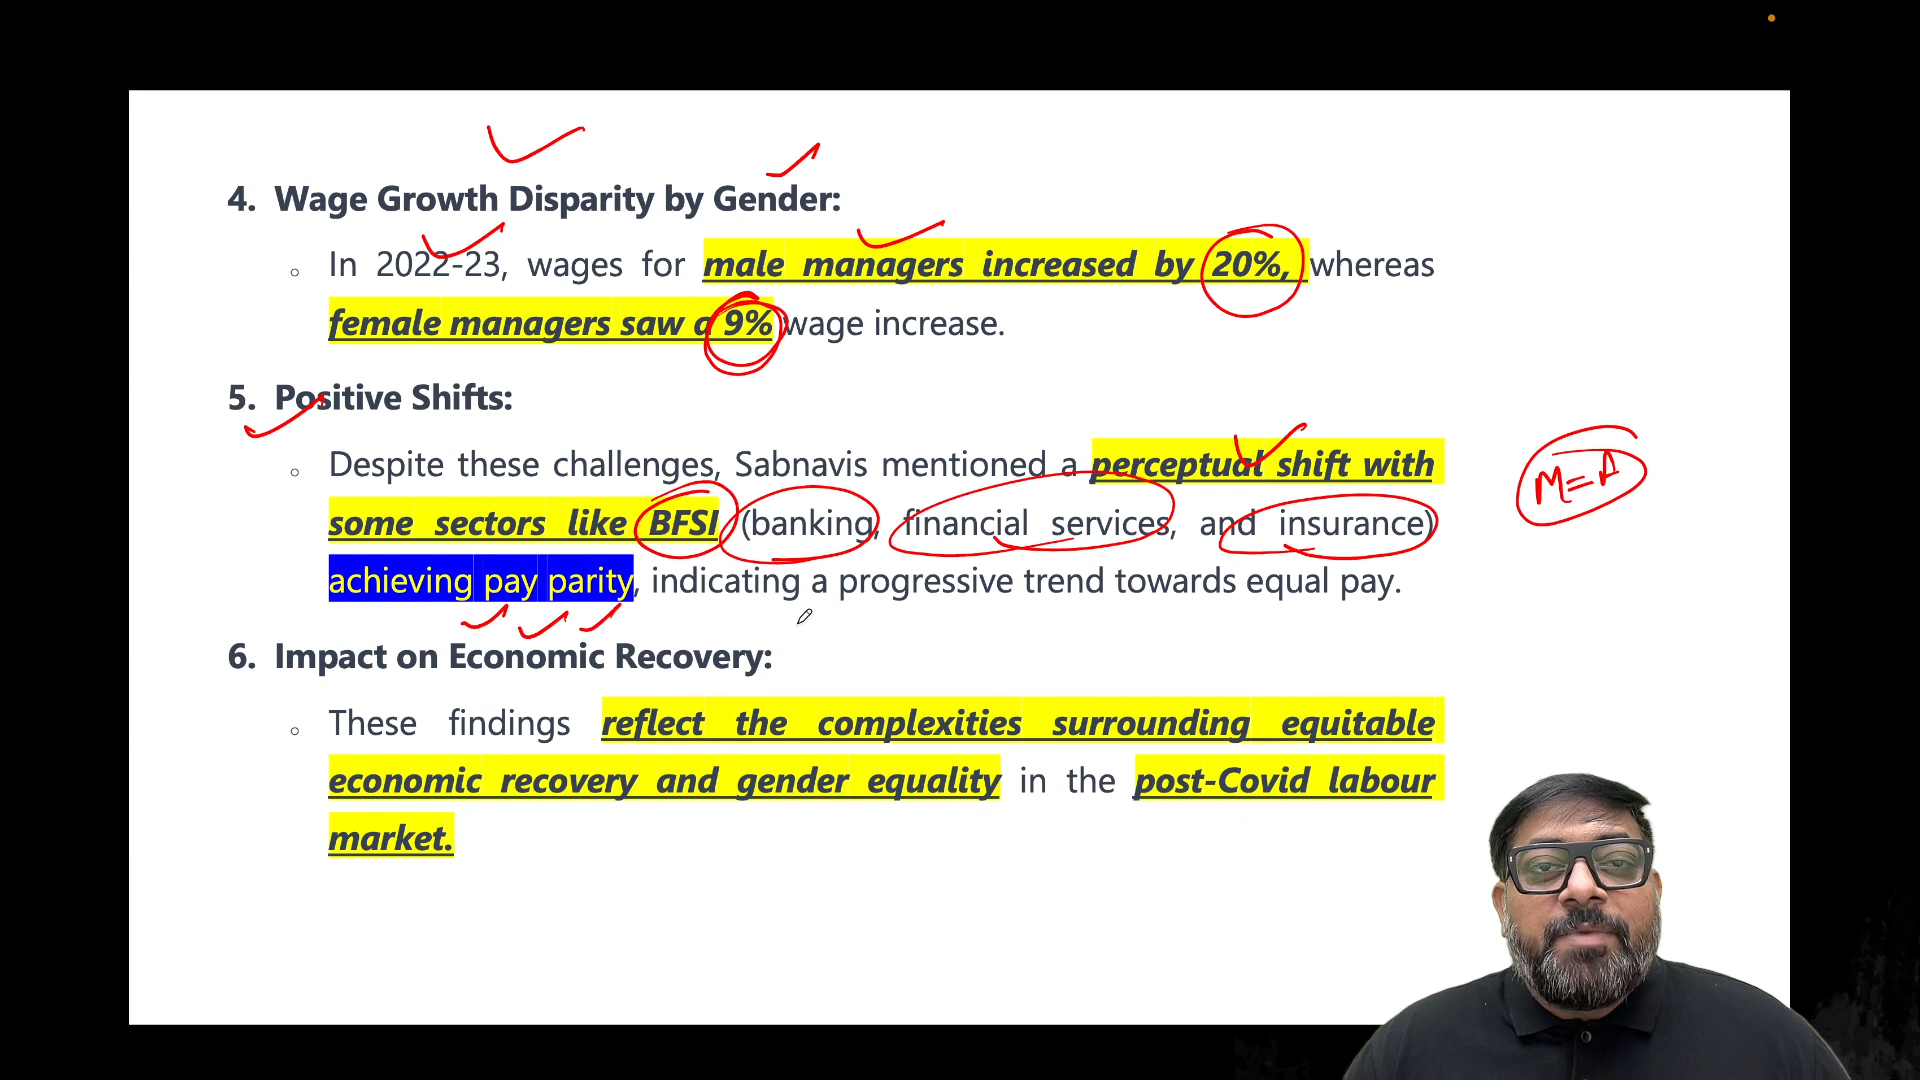 4. Wage Growth Disparity by Gender:
○ In 2022-23, wages for male managers increased by 20%, whereas
female managers saw a 9% wage increase.
5. Positive Shifts:
○ Despite these challenges, Sabnavis mentioned a perceptual shift with
some sectors like BFSI (banking, financial services, and insurance)
achieving pay parity, indicating a progressive trend towards equal pay.
6. Impact on Economic Recovery:
○ These findings reflect the complexities surrounding equitable
economic recovery and gender equality in the post-Covid labour
market.